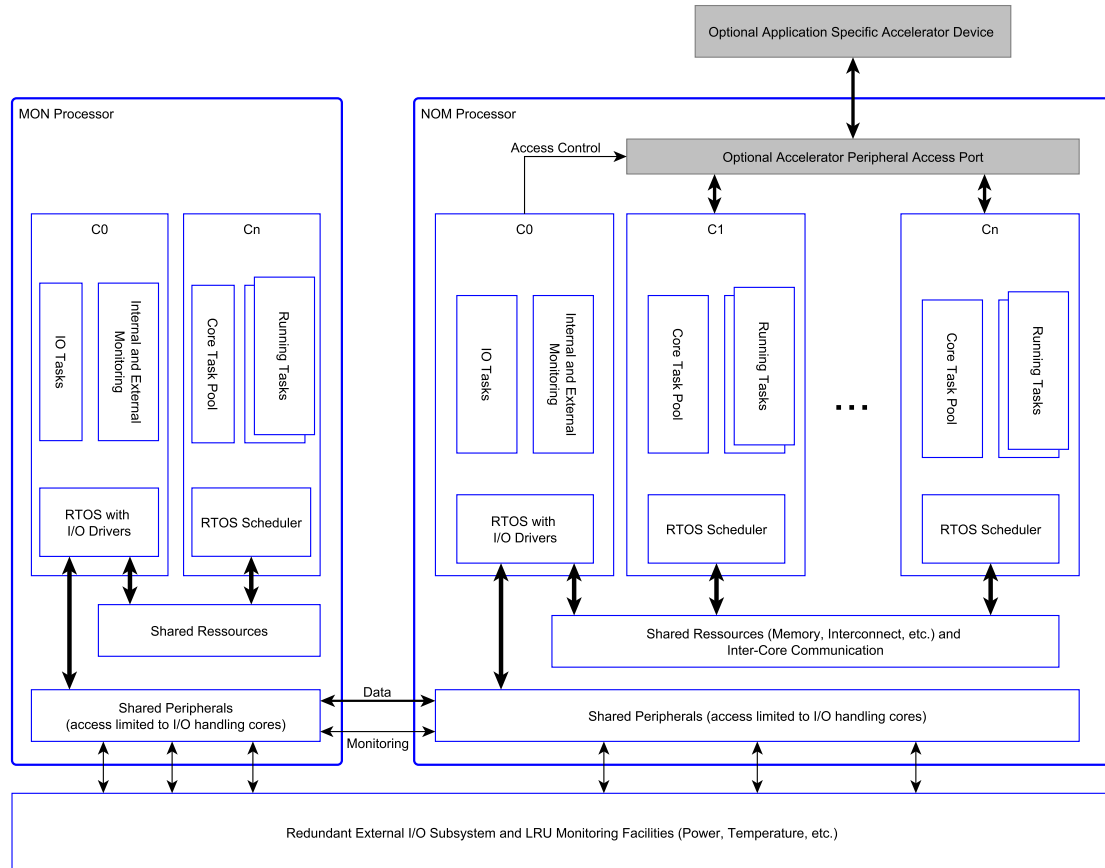 Optional Application Specific Accelerator Device
MON Processor
NOM Processor
Access Control
Optional Accelerator Peripheral Access Port
C0
Cn
C0
C1
Cn
IO Tasks
Internal and External
Monitoring
Core Task Pool
Running Tasks
IO Tasks
Internal and External
Monitoring
Core Task Pool
Running Tasks
...
Core Task Pool
Running Tasks
RTOS with
I/O Drivers
RTOS Scheduler
RTOS with
I/O Drivers
RTOS Scheduler
RTOS Scheduler
Shared Ressources
Shared Ressources (Memory, Interconnect, etc.) and
Inter-Core Communication
Shared Peripherals
(access limited to I/O handling cores)
Data
Monitoring
Shared Peripherals (access limited to I/O handling cores)
Redundant External I/O Subsystem and LRU Monitoring Facilities (Power, Temperature, etc.)